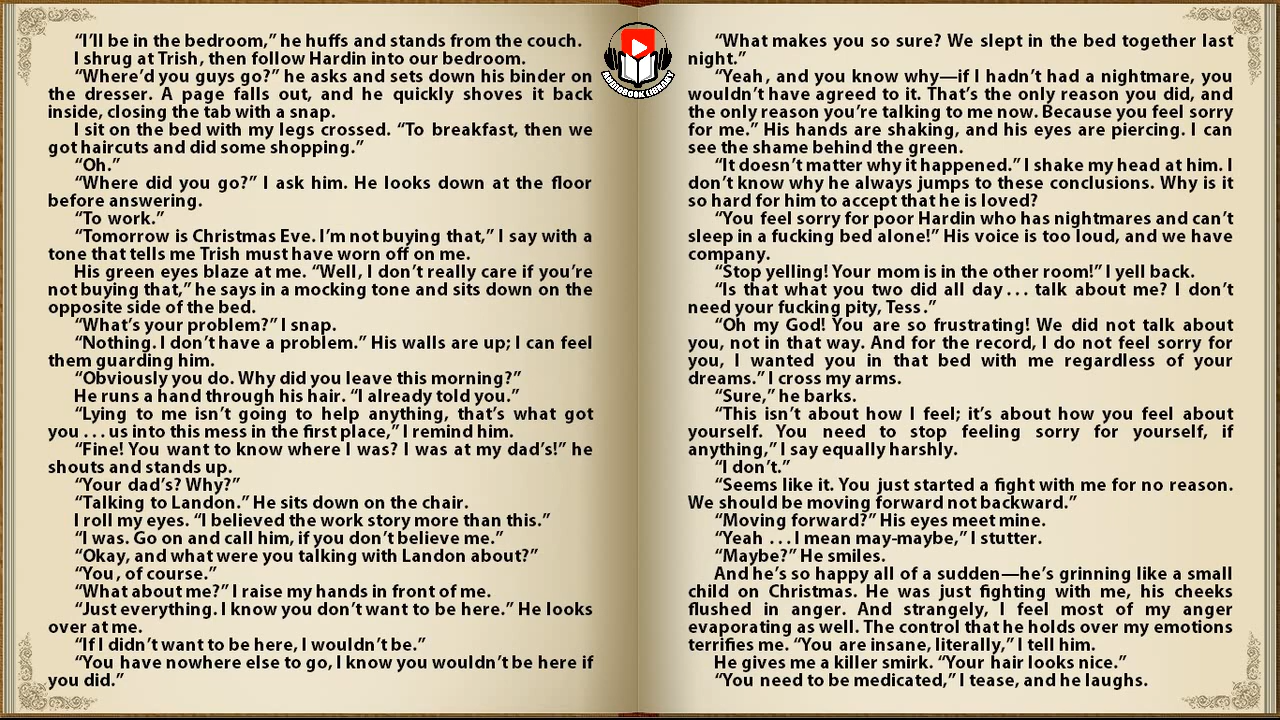 “I’ll be in the bedroom,” he huffs and stands from the couch.
I shrug at Trish, then follow Hardin into our bedroom.
“Where’d you guys go?” he asks and sets down his binder on
the dresser. A page falls out, and he quickly shoves it back
inside, closing the tab with a snap.
I sit on the bed with my legs crossed. “To breakfast, then we
got haircuts and did some shopping.”
“Oh.”
“Where did you go?” I ask him. He looks down at the floor
before answering.
“To work.”
“Tomorrow is Christmas Eve. I’m not buying that,” I say with a
tone that tells me Trish must have worn off on me.
His green eyes blaze at me. “Well, I don’t really care if you’re
not buying that,” he says in a mocking tone and sits down on the
opposite side of the bed.
“What’s your problem?” I snap.
“Nothing. I don’t have a problem.” His walls are up; I can feel
them guarding him.
“Obviously you do. Why did you leave this morning?”
He runs a hand through his hair. “I already told you.”
“Lying to me isn’t going to help anything, that’s what got
you . . . us into this mess in the first place,” I remind him.
“Fine! You want to know where I was? I was at my dad’s!” he
shouts and stands up.
“Your dad’s? Why?”
“Talking to Landon.” He sits down on the chair.
I roll my eyes. “I believed the work story more than this.”
“I was. Go on and call him, if you don’t believe me.”
“Okay, and what were you talking with Landon about?”
“You, of course.”
“What about me?” I raise my hands in front of me.
“Just everything. I know you don’t want to be here.” He looks
over at me.
“If I didn’t want to be here, I wouldn’t be.”
“You have nowhere else to go, I know you wouldn’t be here if
you did.”
AUDIOBOOK LIBRARY
“What makes you so sure? We slept in the bed together last
night.”
“Yeah, and you know why—if I hadn’t had a nightmare, you
wouldn’t have agreed to it. That’s the only reason you did, and
the only reason you’re talking to me now. Because you feel sorry
for me.” His hands are shaking, and his eyes are piercing. I can
see the shame behind the green.
“It doesn’t matter why it happened.” I shake my head at him. I
don’t know why he always jumps to these conclusions. Why is it
so hard for him to accept that he is loved?
“You feel sorry for poor Hardin who has nightmares and can’t
sleep in a fucking bed alone!” His voice is too loud, and we have
company.
“Stop yelling! Your mom is in the other room!” I yell back.
“Is that what you two did all day . . . talk about me? I don’t
need your fucking pity, Tess.”
“Oh my God! You are so frustrating! We did not talk about
you, not in that way. And for the record, I do not feel sorry for
you, I wanted you in that bed with me regardless of your
dreams.” I cross my arms.
“Sure,” he barks.
“This isn’t about how I feel; it’s about how you feel about
yourself. You need to stop feeling sorry for yourself, if
anything,” I say equally harshly.
“I don’t.”
“Seems like it. You just started a fight with me for no reason.
We should be moving forward not backward.”
“Moving forward?” His eyes meet mine.
“Yeah . . . I mean may-maybe,” I stutter.
“Maybe?” He smiles.
And he’s so happy all of a sudden—he’s grinning like a small
child on Christmas. He was just fighting with me, his cheeks
flushed in anger. And strangely, I feel most of my anger
evaporating as well. The control that he holds over my emotions
terrifies me. “You are insane, literally,” I tell him.
He gives me a killer smirk. “Your hair looks nice.”
“You need to be medicated,” I tease, and he laughs.